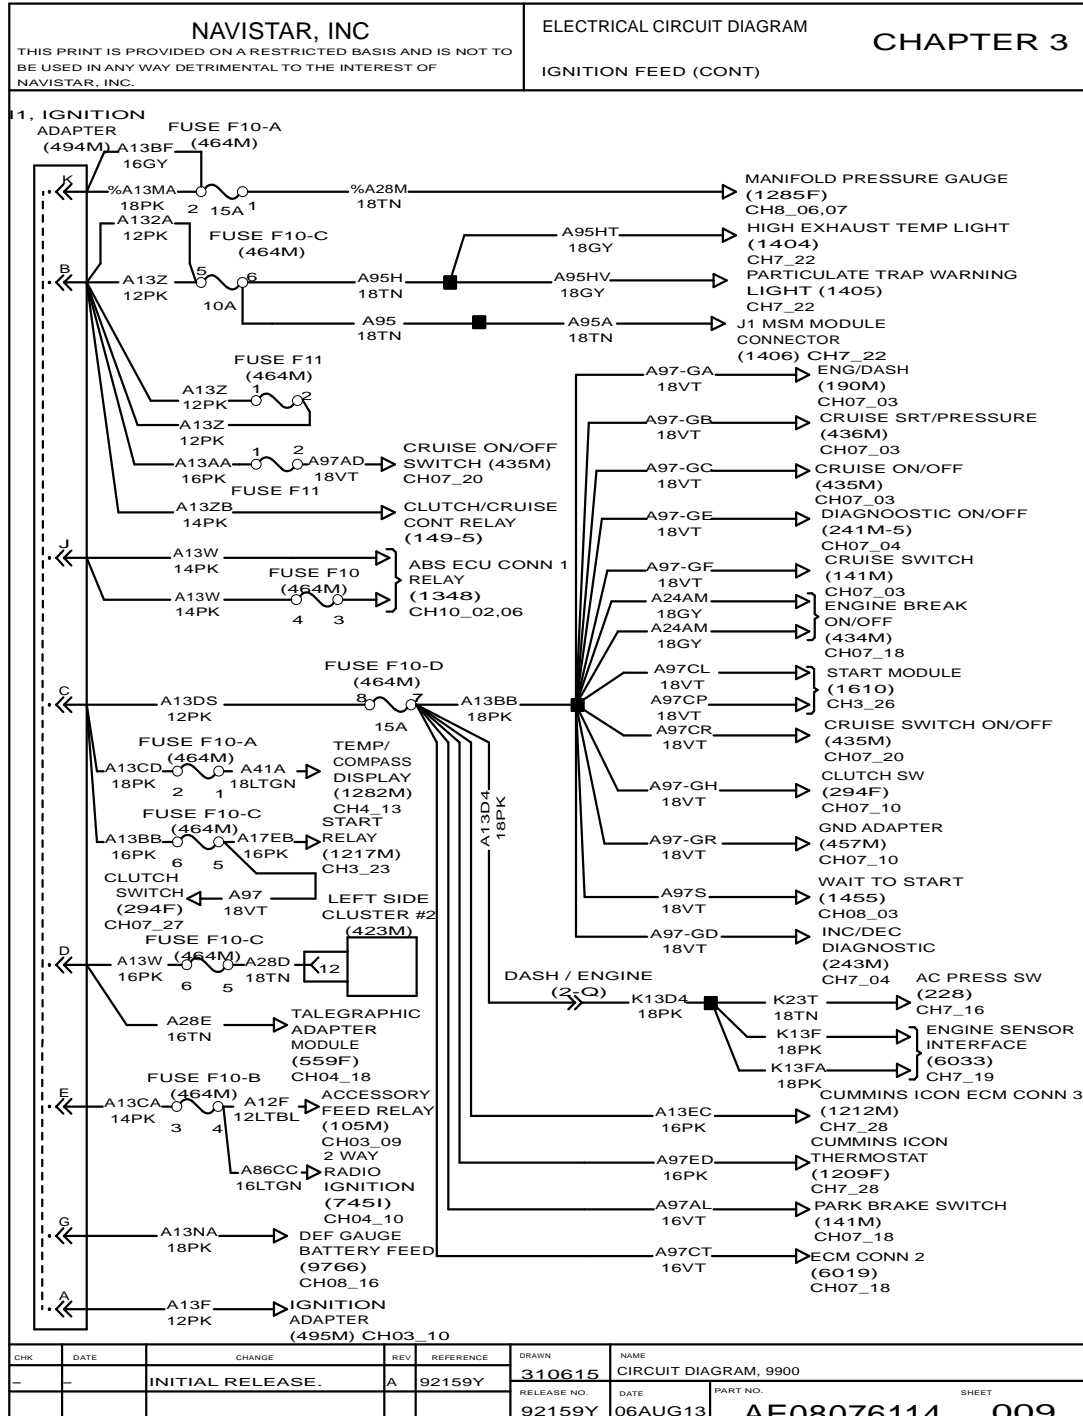 NAVISTAR, INC
THIS PRINT IS PROVIDED ON A RESTRICTED BASIS AND IS NOT TO
BE USED IN ANY WAY DETRIMENTAL TO THE INTEREST OF
NAVISTAR, INC.
ELECTRICAL CIRCUIT DIAGRAM
IGNITION FEED (CONT)
CHAPTER 3
I1, IGNITION
ADAPTER
(494M)
FUSE F10-A
(464M)
A13BF
16GY
K
%A13MA
18PK
2
15A
1
%A28M
18TN
MANIFOLD PRESSURE GAUGE
(1285F)
CH8_06,07
A132A
12PK
FUSE F10-C
(464M)
A95HT
18GY
HIGH EXHAUST TEMP LIGHT
(1404)
CH7_22
B
A13Z
12PK
5
6
10A
A95H
18TN
A95HV
18GY
PARTICULATE TRAP WARNING
LIGHT (1405)
CH7_22
A95
18TN
A95A
18TN
J1 MSM MODULE
CONNECTOR
(1406) CH7_22
FUSE F11
(464M)
A13Z
12PK
1
2
A13Z
12PK
A13AA
16PK
1
2
A97AD
18VT
FUSE F11
CRUISE ON/OFF
SWITCH (435M)
CH07_20
A13ZB
14PK
CLUTCH/CRUISE
CONT RELAY
(149-5)
A97-GA
18VT
ENG/DASH
(190M)
CH07_03
A97-GB
18VT
CRUISE SRT/PRESSURE
(436M)
CH07_03
A97-GC
18VT
CRUISE ON/OFF
(435M)
CH07_03
A97-GE
18VT
DIAGNOOSTIC ON/OFF
(241M-5)
CH07_04
A97-GF
18VT
CRUISE SWITCH
(141M)
CH07_03
A24AM
18GY
A24AM
18GY
ENGINE BREAK
ON/OFF
(434M)
CH07_18
J
A13W
14PK
A13W
14PK
FUSE F10
(464M)
4
3
ABS ECU CONN 1
RELAY
(1348)
CH10_02,06
A97CL
18VT
A97CP
18VT
START MODULE
(1610)
CH3_26
C
A13DS
12PK
FUSE F10-D
(464M)
8
7
15A
A13BB
18PK
A97CR
18VT
CRUISE SWITCH ON/OFF
(435M)
CH07_20
A97-GH
18VT
CLUTCH SW
(294F)
CH07_10
A97-GR
18VT
GND ADAPTER
(457M)
CH07_10
A97S
18VT
WAIT TO START
(1455)
CH08_03
A97-GD
18VT
INC/DEC
DIAGNOSTIC
(243M)
CH7_04
FUSE F10-A
(464M)
A13CD
18PK
2
1
A41A
18LTGN
TEMP/
COMPASS
DISPLAY
(1282M)
CH4_13
FUSE F10-C
(464M)
A13BB
16PK
6
5
A17EB
16PK
START
RELAY
(1217M)
CH3_23
CLUTCH
SWITCH
(294F)
CH07_27
A97
18VT
A13D4
18PK
LEFT SIDE
CLUSTER #2
(423M)
12
D
FUSE F10-C
(464M)
A13W
16PK
6
5
A28D
18TN
A28E
16TN
TALEGRAPHIC
ADAPTER
MODULE
(559F)
CH04_18
DASH / ENGINE
(2-Q)
K13D4
18PK
K23T
18TN
AC PRESS SW
(228)
CH7_16
K13F
18PK
K13FA
18PK
ENGINE SENSOR
INTERFACE
(6033)
CH7_19
E
FUSE F10-B
(464M)
A13CA
14PK
3
4
A12F
12LTBL
ACCESSORY
FEED RELAY
(105M)
CH03_09
A86CC
16LTGN
2 WAY
RADIO
IGNITION
(745I)
CH04_10
A13EC
16PK
CUMMINS ICON ECM CONN 3
(1212M)
CH7_28
A97ED
16PK
CUMMINS ICON
THERMOSTAT
(1209F)
CH7_28
A97AL
16VT
PARK BRAKE SWITCH
(141M)
CH07_18
A97CT
16VT
ECM CONN 2
(6019)
CH07_18
G
A13NA
18PK
DEF GAUGE
BATTERY FEED
(9766)
CH08_16
A
A13F
12PK
IGNITION
ADAPTER
(495M) CH03_10
CHK
DATE
CHANGE
REV
REFERENCE
–
–
INITIAL RELEASE.
A
92159Y
DRAWN
310615
NAME
CIRCUIT DIAGRAM, 9900
RELEASE NO.
92159Y
DATE
06AUG13
PART NO.
AE08076114
SHEET
009